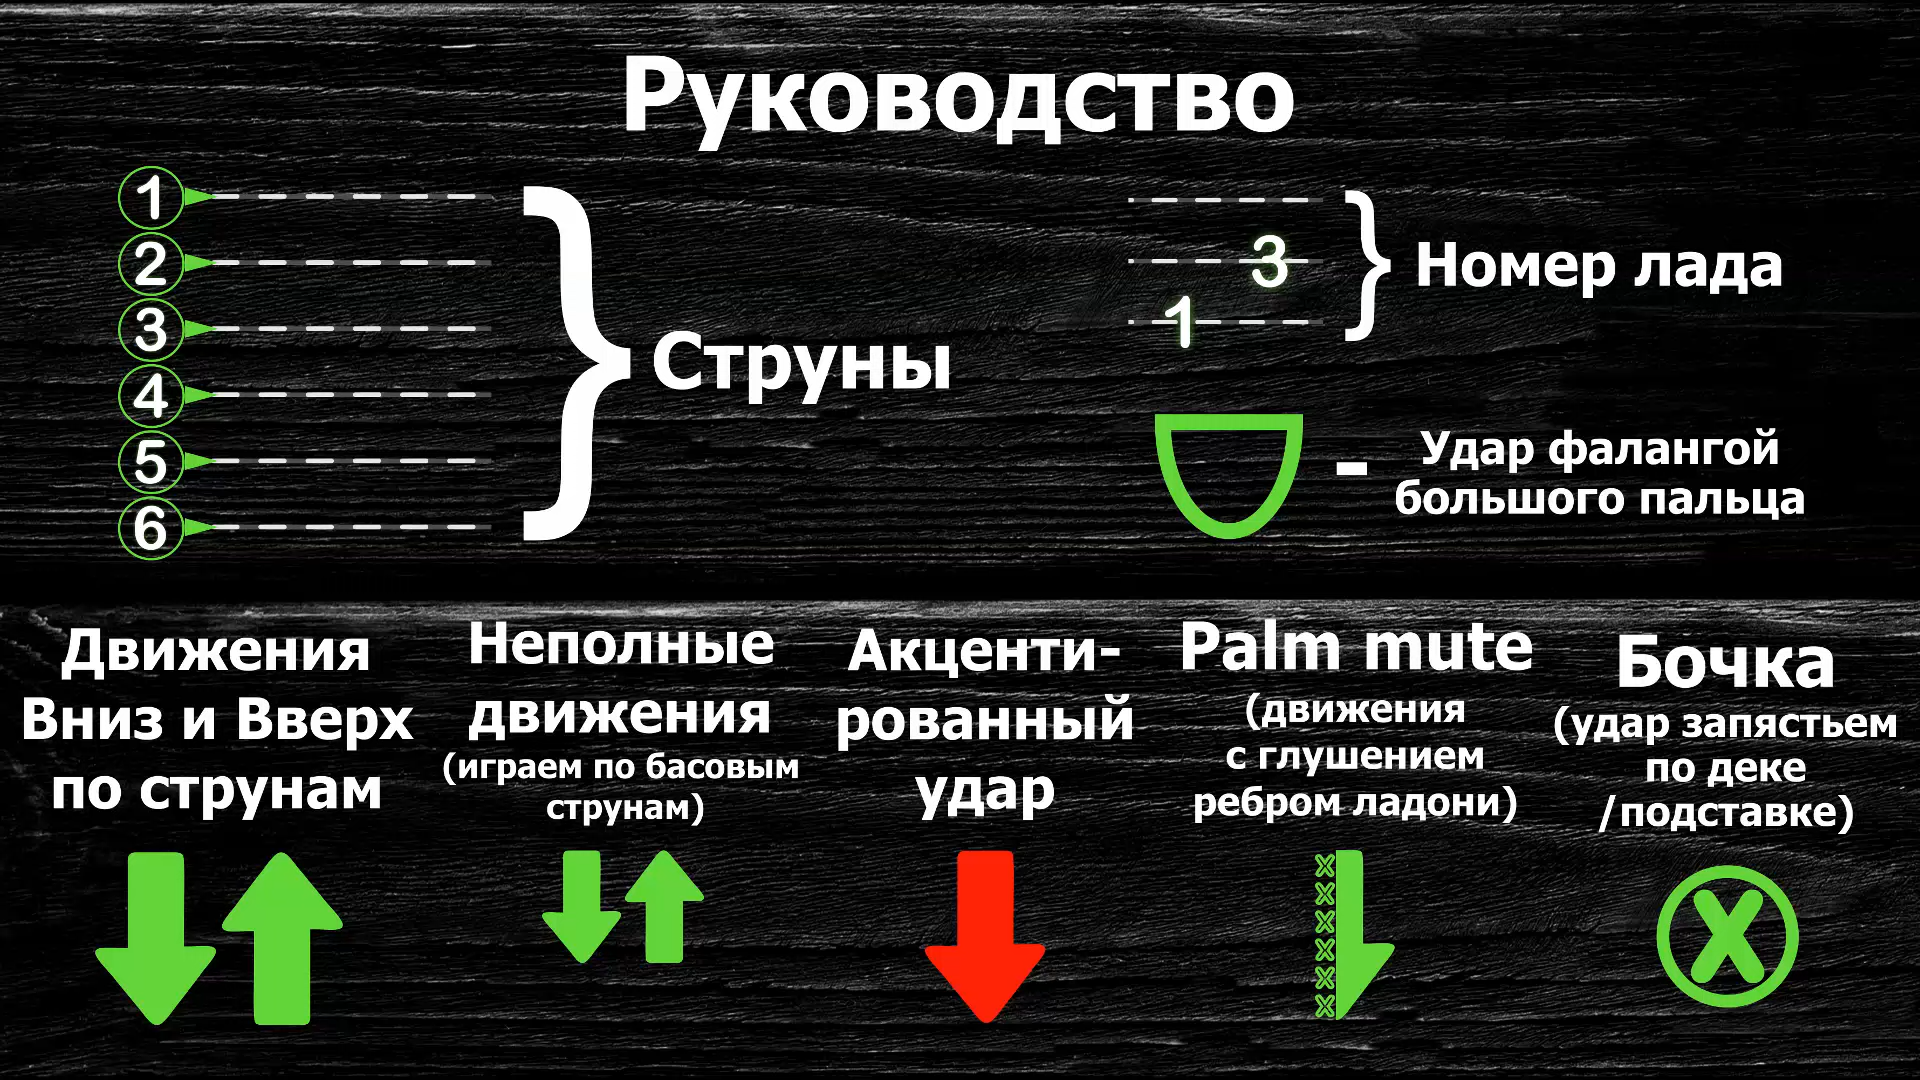 Руководство
1
2
3
4
5
6
Струны
3
1
Номер лада
- Удар фалангой
большого пальца
Движения
Вниз и Вверх
по струнам
Неполные
движения
(играем по басовым
струнам)
Акценти-
рованный
удар
Palm mute
(движения
с глушением
ребром ладони)
Бочка
(удар запястьем
по деке
/подставке)
x
x
x
x
x
x
X